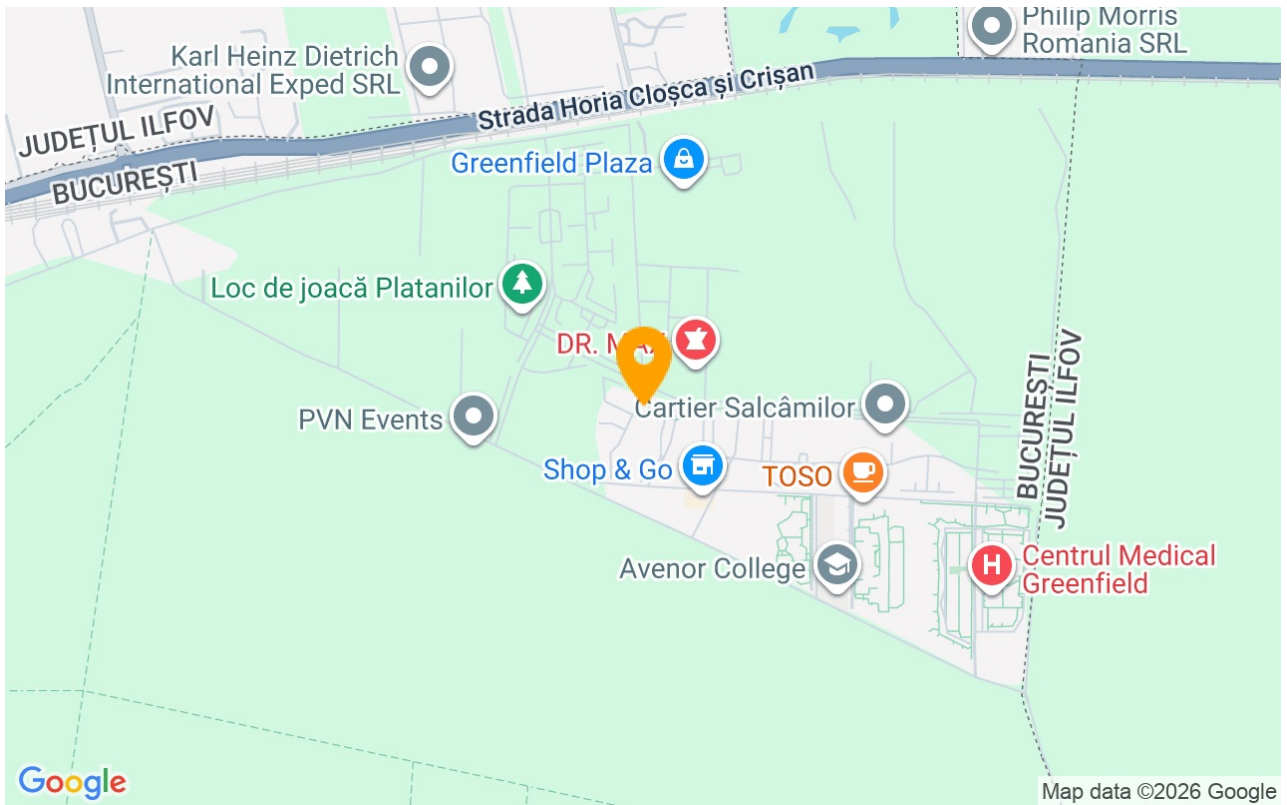 Philip Morris
Romania SRL
Karl Heinz Dietrich
International Exped SRL
Strada Horia Cloșca și Crișan
JUDEȚUL ILFOV
BUCUREȘTI
Greenfield Plaza
Loc de joacă Platanilor
DR. MAX
BUCUREȘTI
JUDEȚUL ILFOV
PVN Events
Cartier Salcâmilor
Shop & Go
TOSO
Avenor College
H
Centrul Medical
Greenfield
Google
Map data ©2026 Google